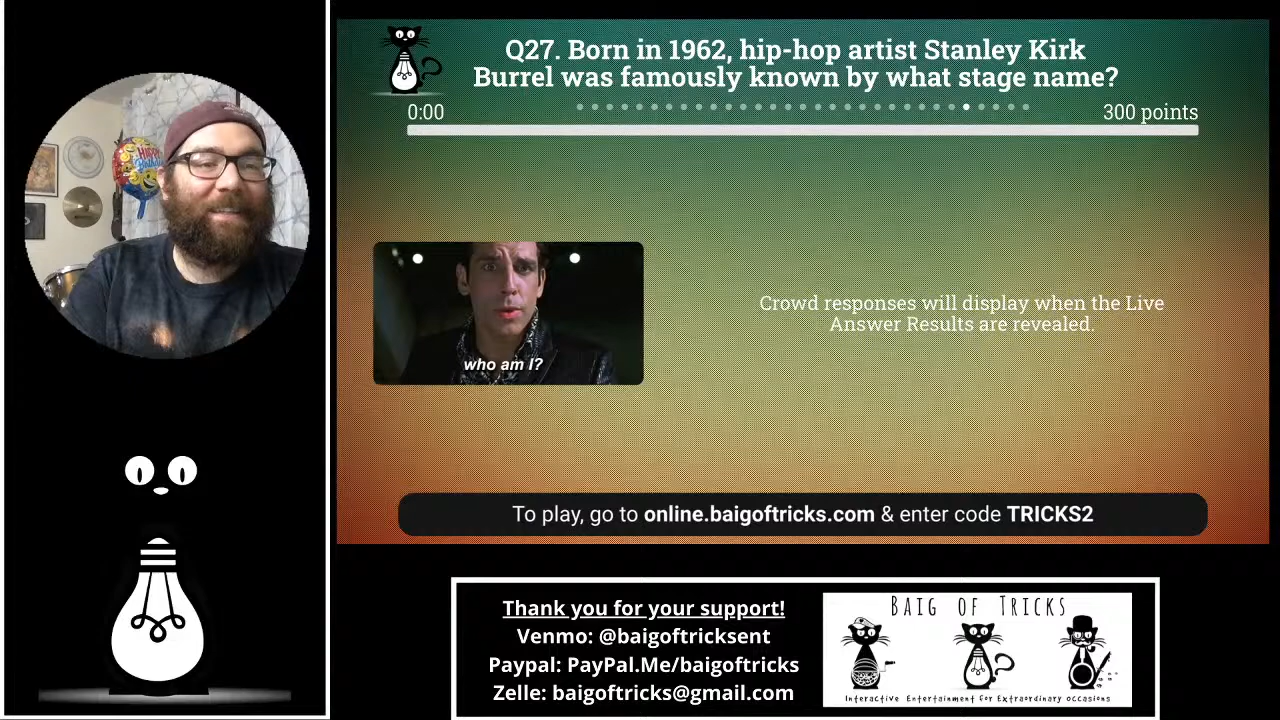 Q27. Born in 1962, hip-hop artist Stanley Kirk
Burrel was famously known by what stage name?
0:00
300 points
who am I?
Crowd responses will display when the Live
Answer Results are revealed.
To play, go to online.baigoftricks.com & enter code TRICKS2
Thank you for your support!
Venmo: @baigoftricksent
Paypal: PayPal.Me/baigoftricks
Zelle: baigoftricks@gmail.com
BAIG OF TRICKS
Interactive Entertainment for Extraordinary occasions